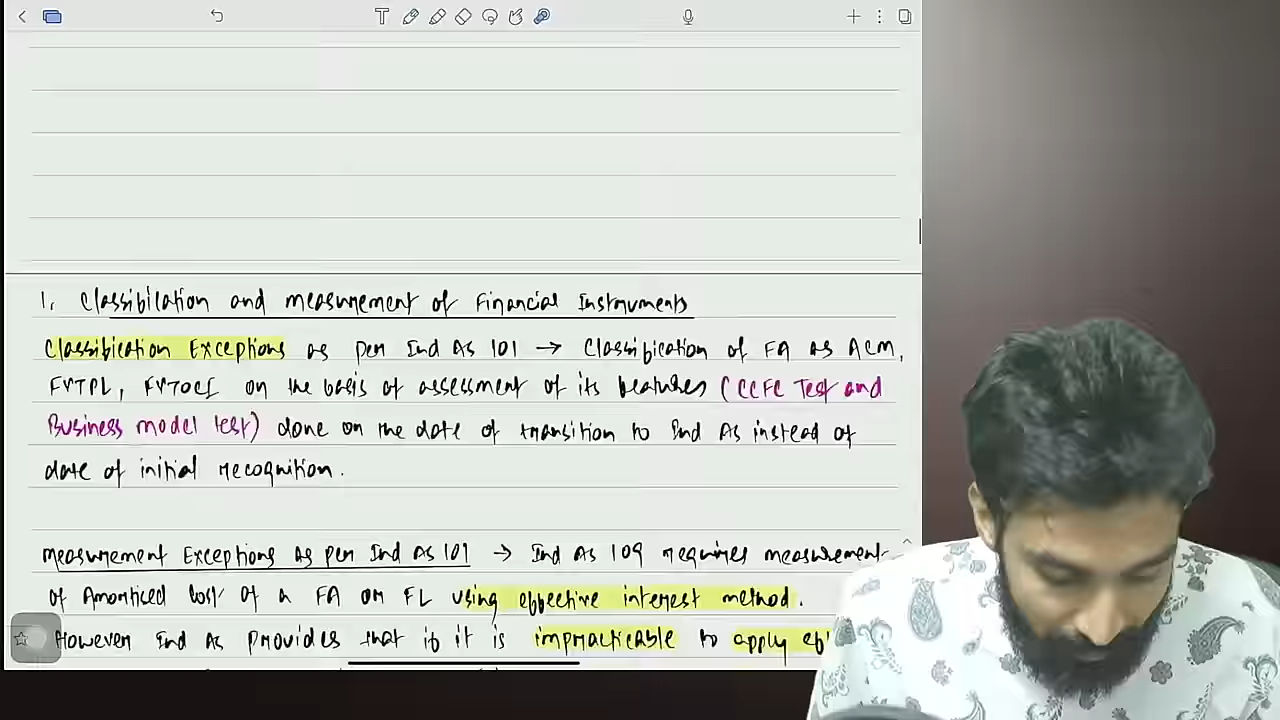 1. Classification and measurement of Financial Instruments
Classification Exceptions as per Ind AS 101 → Classification of FA as ACM,
FVTPL, FVTOCI on the basis of assessment of its features (CCFC Test and
Business model test) done on the date of transition to Ind AS instead of
date of initial recognition.
measurement Exceptions as per Ind AS 101 → Ind AS 109 requires measurement
of Amortised cost of a FA or FL using effective interest method.
However Ind AS provides that if it is impracticable to apply